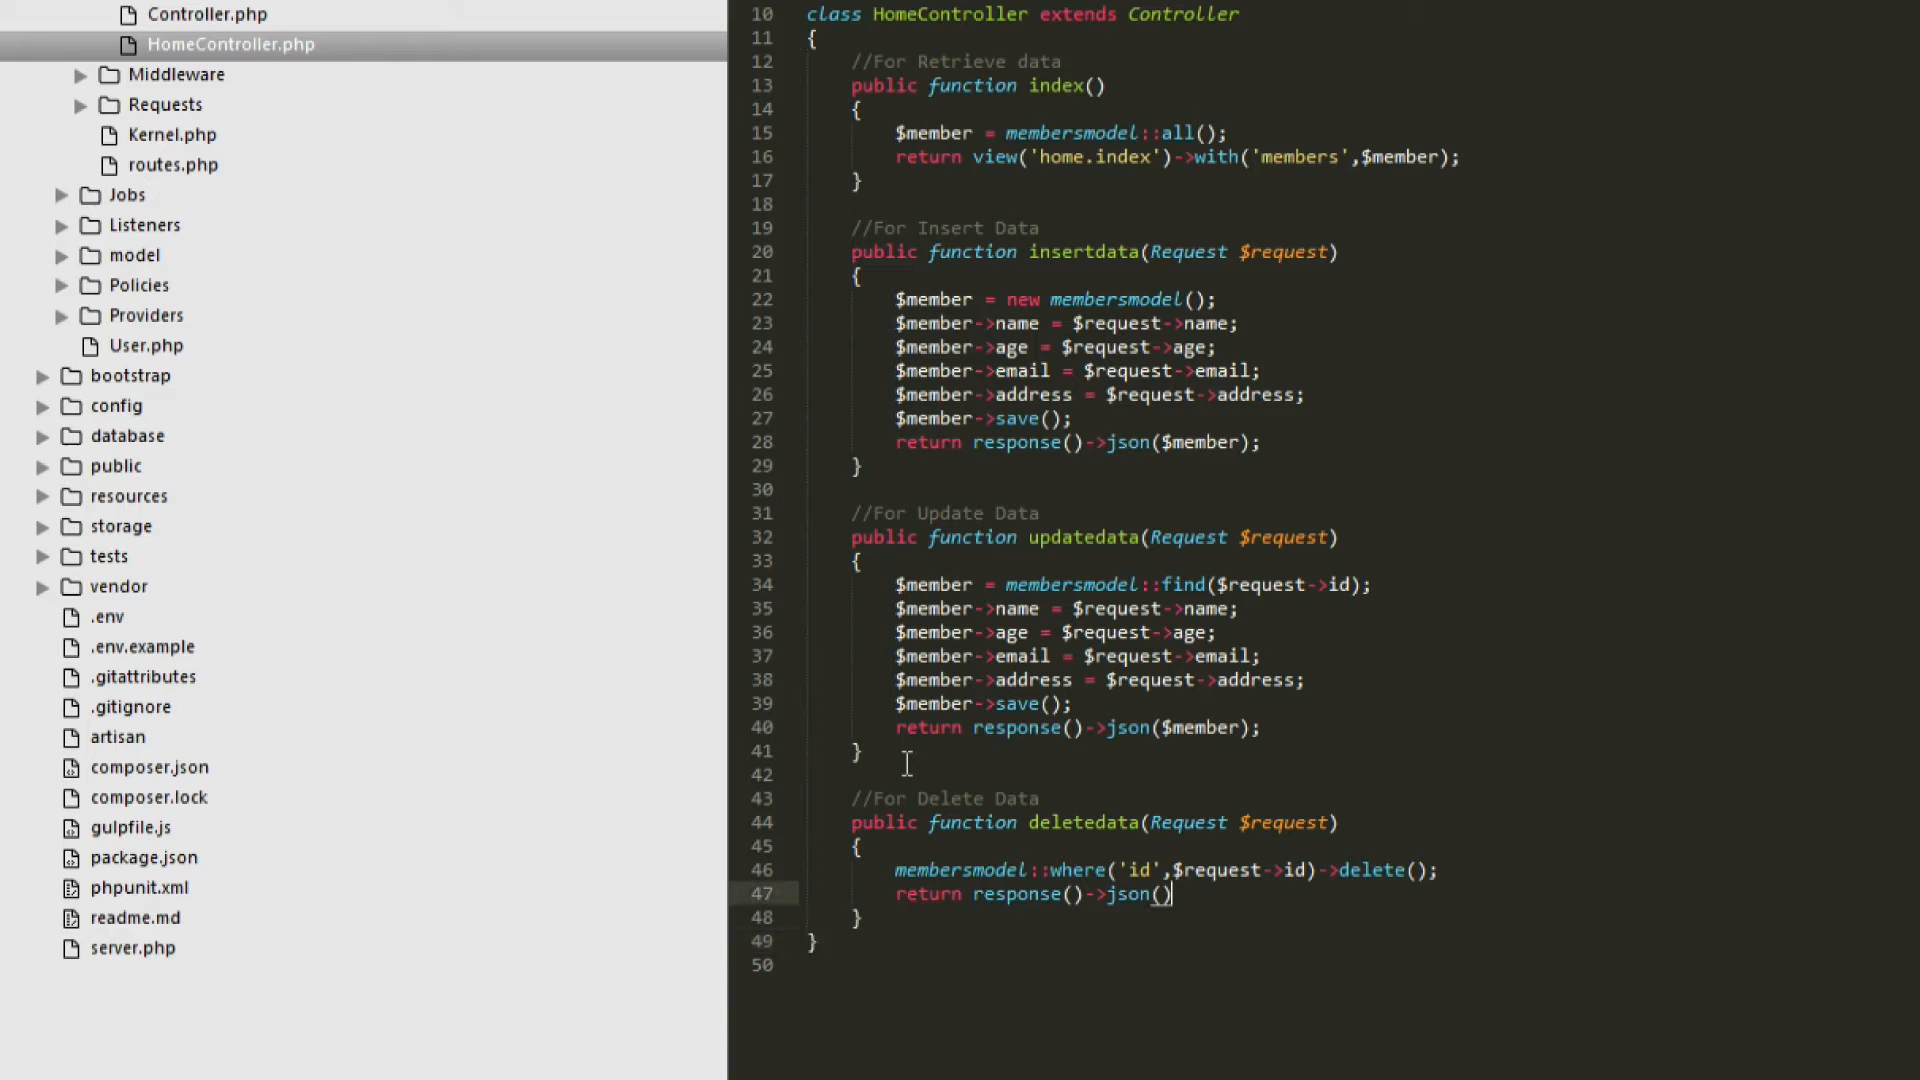 Controller.php
HomeController.php
Middleware
Requests
Kernel.php
routes.php
Jobs
Listeners
model
Policies
Providers
User.php
bootstrap
config
database
public
resources
storage
tests
vendor
.env
.env.example
.gitattributes
.gitignore
artisan
composer.json
composer.lock
gulpfile.js
package.json
phpunit.xml
readme.md
server.php
10 class HomeController extends Controller
11 {
12 //For Retrieve data
13 public function index()
14 {
15 $member = membersmodel::all();
16 return view('home.index')->with('members',$member);
17 }
18
19 //For Insert Data
20 public function insertdata(Request $request)
21 {
22 $member = new membersmodel();
23 $member->name = $request->name;
24 $member->age = $request->age;
25 $member->email = $request->email;
26 $member->address = $request->address;
27 $member->save();
28 return response()->json($member);
29 }
30
31 //For Update Data
32 public function updatedata(Request $request)
33 {
34 $member = membersmodel::find($request->id);
35 $member->name = $request->name;
36 $member->age = $request->age;
37 $member->email = $request->email;
38 $member->address = $request->address;
39 $member->save();
40 return response()->json($member);
41 }
42
43 //For Delete Data
44 public function deletedata(Request $request)
45 {
46 membersmodel::where('id',$request->id)->delete();
47 return response()->json()
48 }
49 }
50